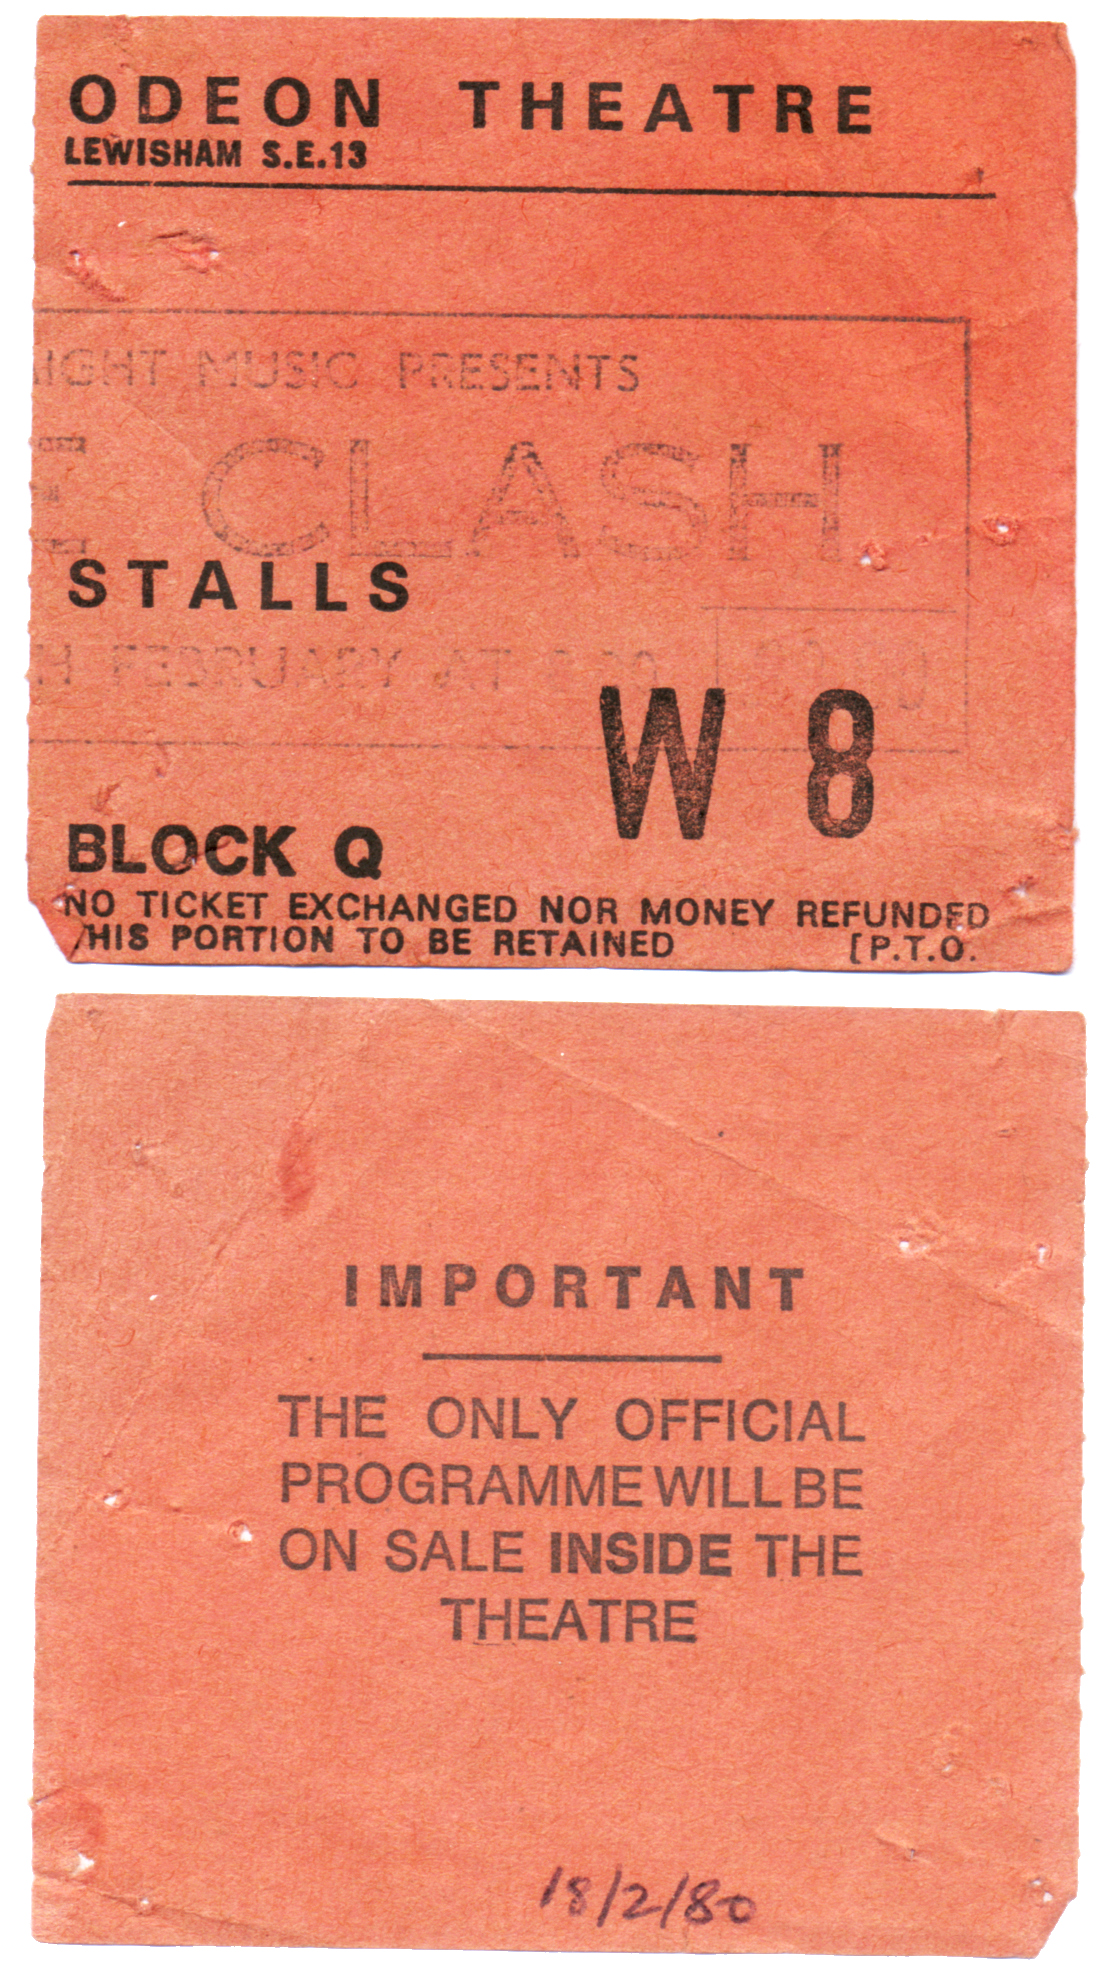 ODEON THEATRE
LEWISHAM S.E.13
IGHT MUSIC PRESENTS
E CLASH
STALLS
H FEBRUARY AT
W 8
BLOCK Q
NO TICKET EXCHANGED NOR MONEY REFUNDED
HIS PORTION TO BE RETAINED [P.T.O.
IMPORTANT
THE ONLY OFFICIAL
PROGRAMME WILL BE
ON SALE INSIDE THE
THEATRE
18/2/80